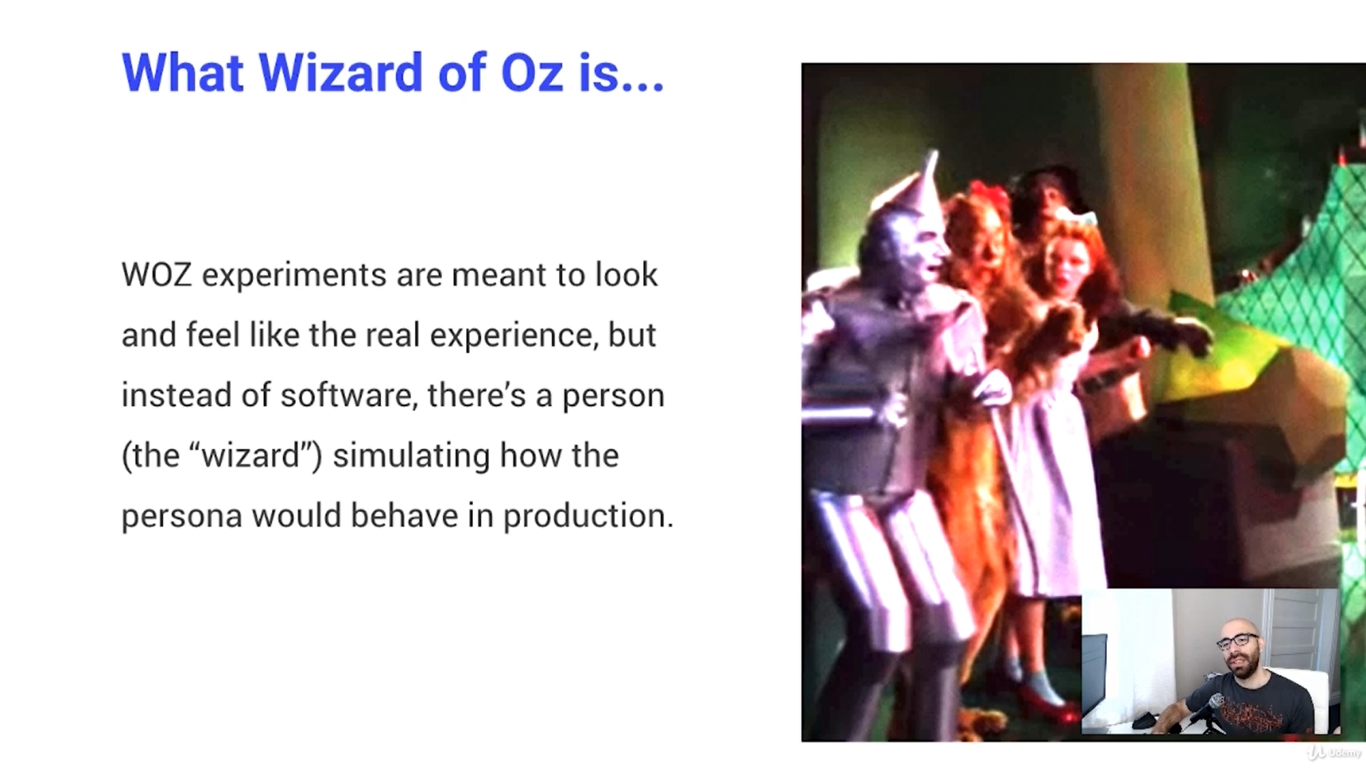 What Wizard of Oz is...
WOZ experiments are meant to look
and feel like the real experience, but
instead of software, there’s a person
(the “wizard”) simulating how the
persona would behave in production.
Udemy